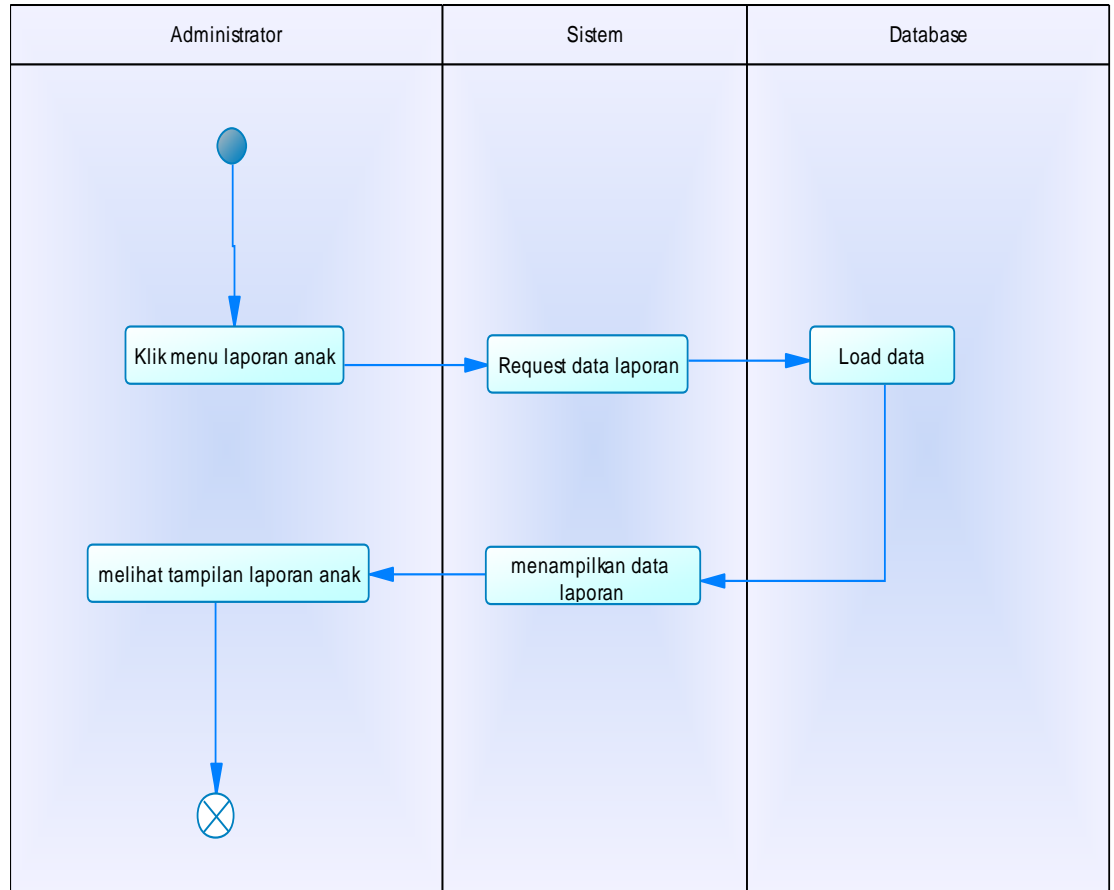 Administrator
Sistem
Database
Klik menu laporan anak
Request data laporan
Load data
melihat tampilan laporan anak
menampilkan data
laporan